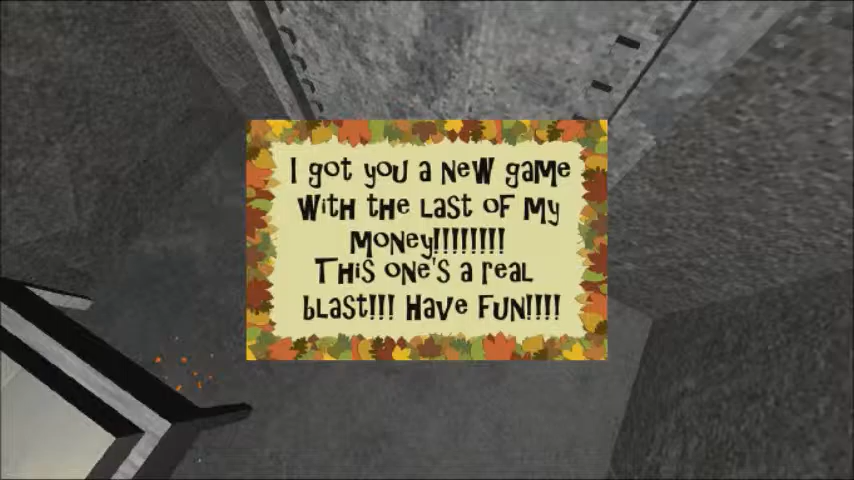 I got you a new game
with the last of my
money!!!!!!!!
This one's a real
blast!!! Have fun!!!!